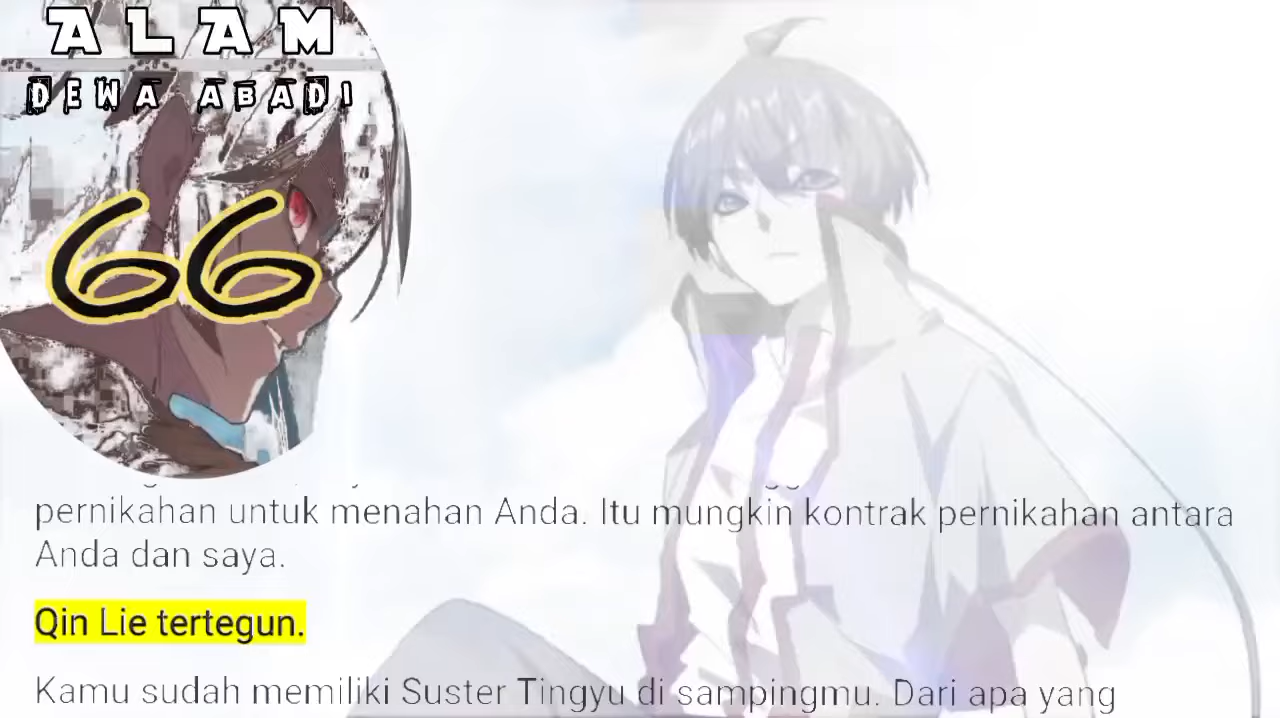 ALAM
DEWA ABADI
66
pernikahan untuk menahan Anda. Itu mungkin kontrak pernikahan antara
Anda dan saya.
Qin Lie tertegun.
Kamu sudah memiliki Suster Tingyu di sampingmu. Dari apa yang